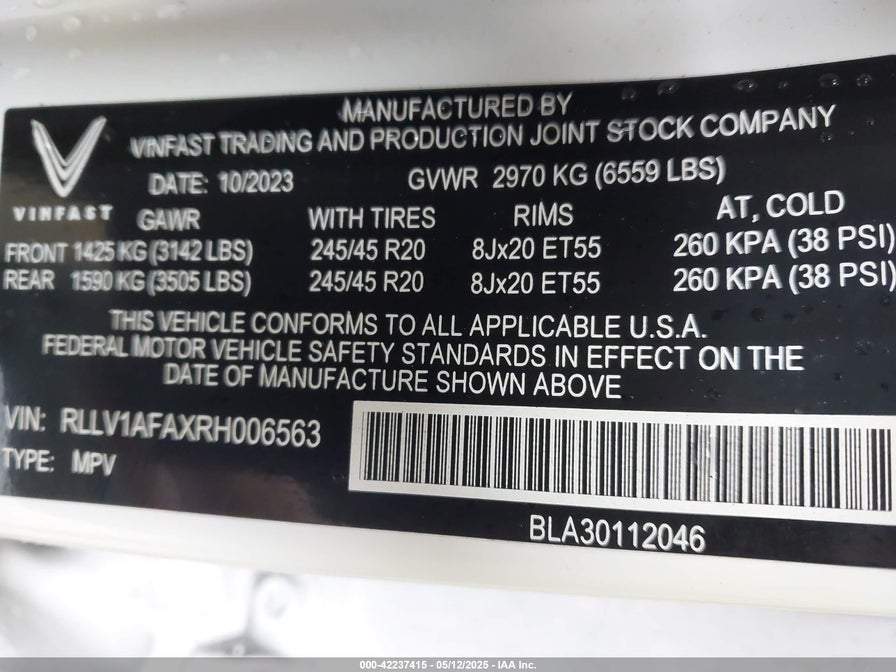 MANUFACTURED BY
VINFAST TRADING AND PRODUCTION JOINT STOCK COMPANY
VINFAST
DATE: 10/2023 GVWR 2970 KG (6559 LBS)
GAWR WITH TIRES RIMS AT, COLD
FRONT 1425 KG (3142 LBS) 245/45 R20 8Jx20 ET55 260 KPA (38 PSI)
REAR 1590 KG (3505 LBS) 245/45 R20 8Jx20 ET55 260 KPA (38 PSI)
THIS VEHICLE CONFORMS TO ALL APPLICABLE U.S.A.
FEDERAL MOTOR VEHICLE SAFETY STANDARDS IN EFFECT ON THE
DATE OF MANUFACTURE SHOWN ABOVE
VIN: RLLV1AFAXRH006563
TYPE: MPV
BLA30112046
000-42237415 - 05/12/2025 - IAA Inc.